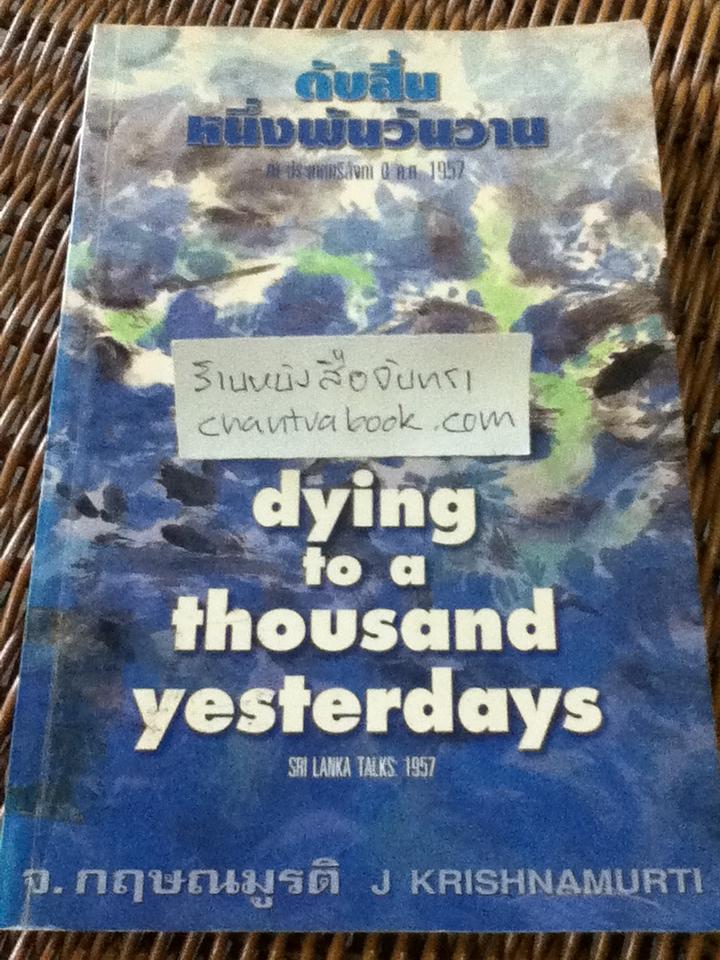 ดับสิ้น
หนึ่งพันวันวาน
ณ ประเทศศรีลังกา ปี ค.ศ. 1957
ร้านหนังสือจันทรา
chantrabook.com
dying
to a
thousand
yesterdays
SRI LANKA TALKS: 1957
จ. กฤษณมูรติ J KRISHNAMURTI